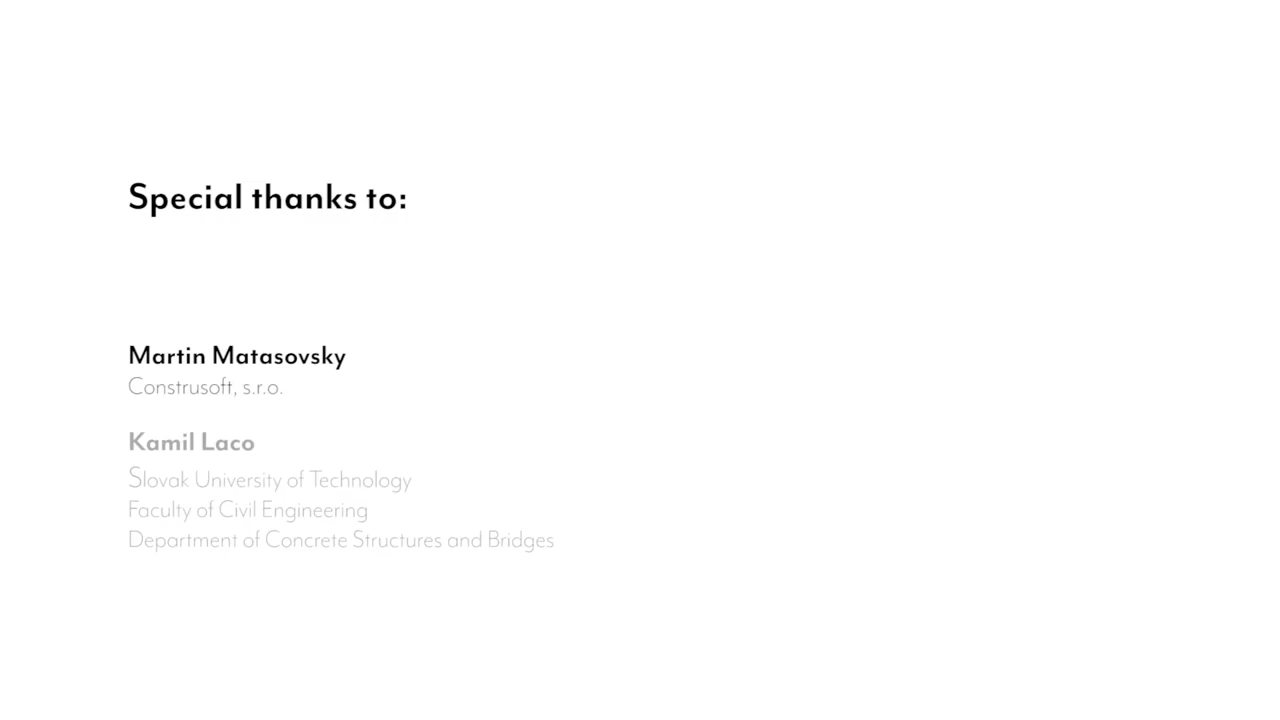 Special thanks to:
Martin Matasovsky
Construsoft, s.r.o.
Kamil Laco
Slovak University of Technology
Faculty of Civil Engineering
Department of Concrete Structures and Bridges